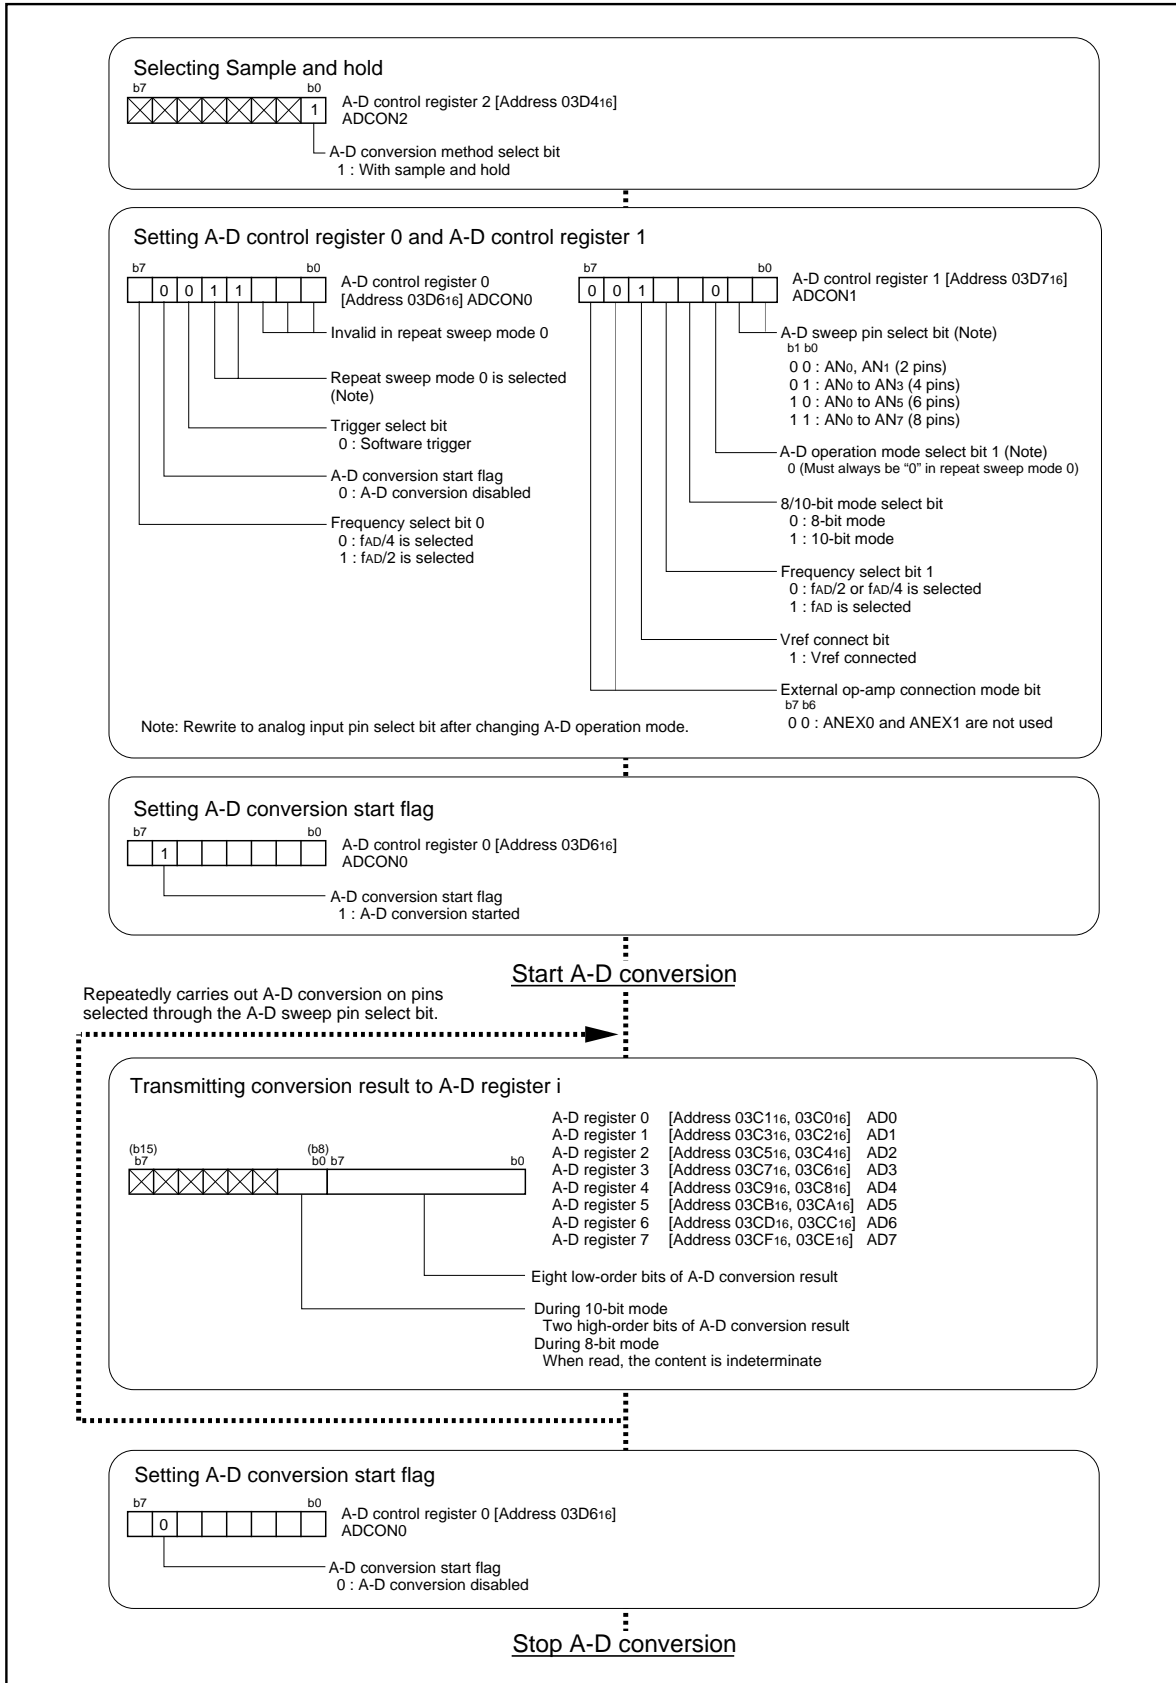 Selecting Sample and hold
b7 b0
1
A-D control register 2 [Address 03D416]
ADCON2
A-D conversion method select bit
1 : With sample and hold
Setting A-D control register 0 and A-D control register 1
b7 b0
0 0 1 1
A-D control register 0
[Address 03D616] ADCON0
Invalid in repeat sweep mode 0
Repeat sweep mode 0 is selected
(Note)
Trigger select bit
0 : Software trigger
A-D conversion start flag
0 : A-D conversion disabled
Frequency select bit 0
0 : fAD/4 is selected
1 : fAD/2 is selected
b7 b0
0 0 1 0
A-D control register 1 [Address 03D716]
ADCON1
A-D sweep pin select bit (Note)
b1 b0
0 0 : AN0, AN1 (2 pins)
0 1 : AN0 to AN3 (4 pins)
1 0 : AN0 to AN5 (6 pins)
1 1 : AN0 to AN7 (8 pins)
A-D operation mode select bit 1 (Note)
0 (Must always be “0” in repeat sweep mode 0)
8/10-bit mode select bit
0 : 8-bit mode
1 : 10-bit mode
Frequency select bit 1
0 : fAD/2 or fAD/4 is selected
1 : fAD is selected
Vref connect bit
1 : Vref connected
External op-amp connection mode bit
b7 b6
0 0 : ANEX0 and ANEX1 are not used
Note: Rewrite to analog input pin select bit after changing A-D operation mode.
Setting A-D conversion start flag
b7 b0
1
A-D control register 0 [Address 03D616]
ADCON0
A-D conversion start flag
1 : A-D conversion started
Start A-D conversion
Repeatedly carries out A-D conversion on pins
selected through the A-D sweep pin select bit.
Transmitting conversion result to A-D register i
(b15) (b8)
b7 b0 b7 b0
A-D register 0 [Address 03C116, 03C016] AD0
A-D register 1 [Address 03C316, 03C216] AD1
A-D register 2 [Address 03C516, 03C416] AD2
A-D register 3 [Address 03C716, 03C616] AD3
A-D register 4 [Address 03C916, 03C816] AD4
A-D register 5 [Address 03CB16, 03CA16] AD5
A-D register 6 [Address 03CD16, 03CC16] AD6
A-D register 7 [Address 03CF16, 03CE16] AD7
Eight low-order bits of A-D conversion result
During 10-bit mode
Two high-order bits of A-D conversion result
During 8-bit mode
When read, the content is indeterminate
Setting A-D conversion start flag
b7 b0
0
A-D control register 0 [Address 03D616]
ADCON0
A-D conversion start flag
0 : A-D conversion disabled
Stop A-D conversion